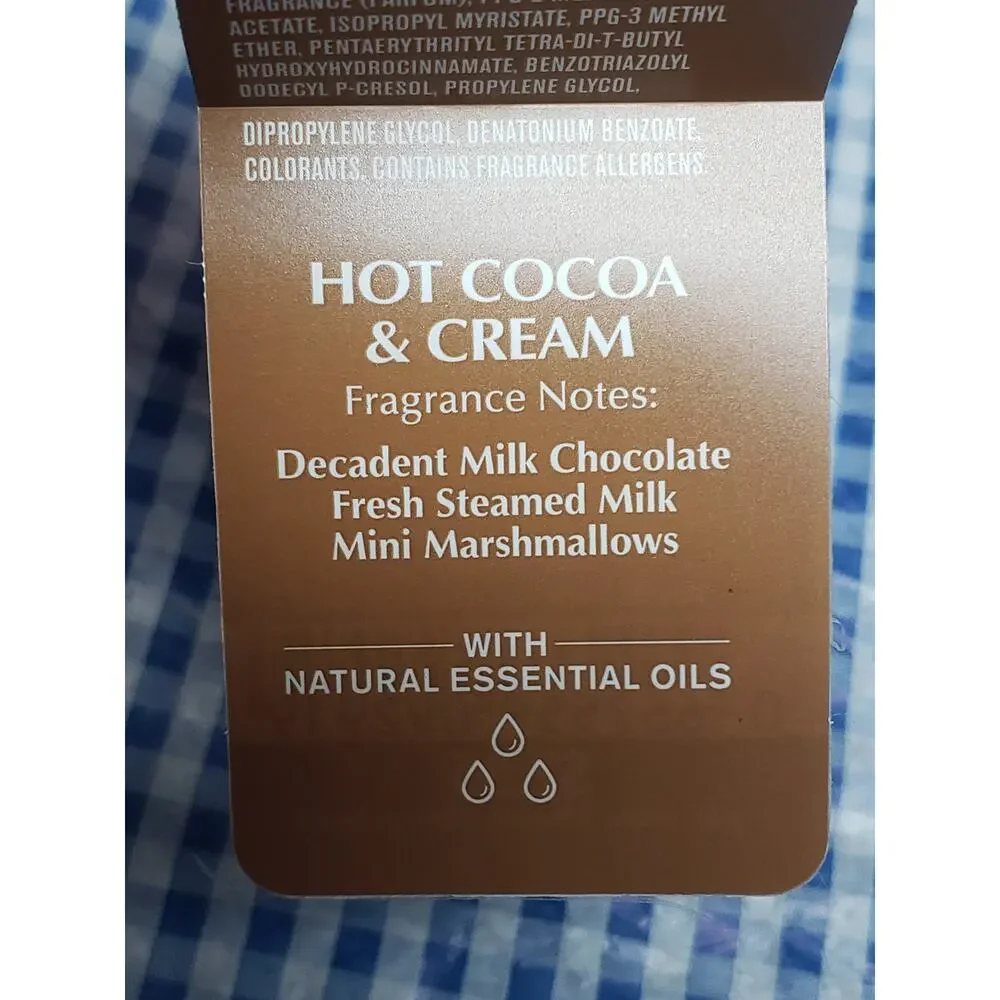 FRAGRANCE (PARFUM),
ACETATE, ISOPROPYL MYRISTATE, PPG-3 METHYL
ETHER, PENTAERYTHRITYL TETRA-DI-T-BUTYL
HYDROXYHYDROCINNAMATE, BENZOTRIAZOLYL
DODECYL P-CRESOL, PROPYLENE GLYCOL,
DIPROPYLENE GLYCOL, DENATONIUM BENZOATE,
COLORANTS. CONTAINS FRAGRANCE ALLERGENS.
HOT COCOA
& CREAM
Fragrance Notes:
Decadent Milk Chocolate
Fresh Steamed Milk
Mini Marshmallows
WITH
NATURAL ESSENTIAL OILS